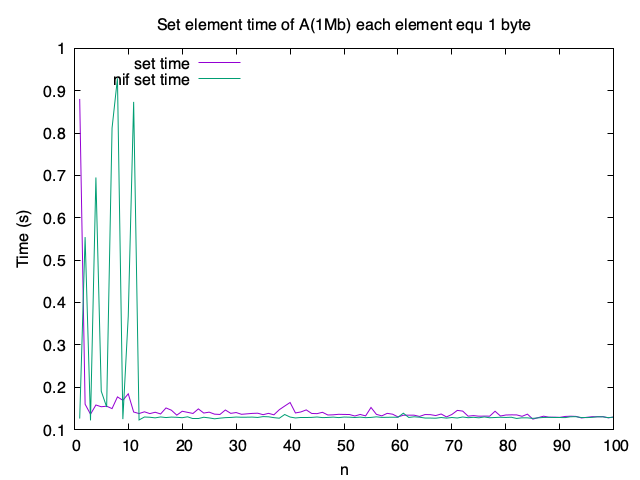 Set element time of A(1Mb) each element equ 1 byte
set time
nif set time
1
0.9
0.8
0.7
0.6
0.5
0.4
0.3
0.2
0.1
Time (s)
0 10 20 30 40 50 60 70 80 90 100
n